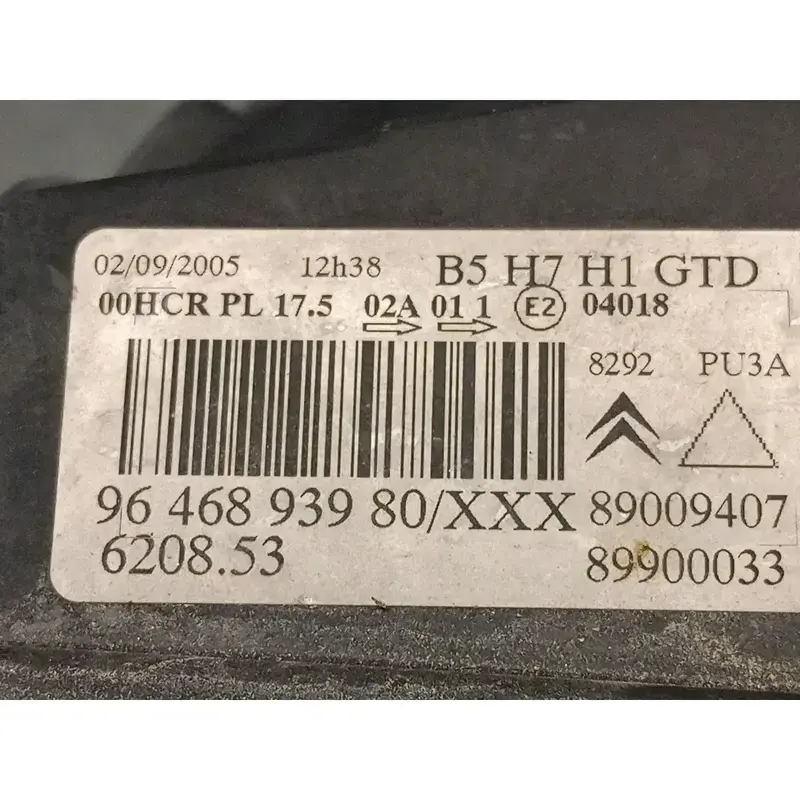 02/09/2005 12h38 B5 H7 H1 GTD
00HCR PL 17.5 02A 01 1 E2 04018
8292 PU3A
96 468 939 80/XXX 89009407
6208.53 89900033